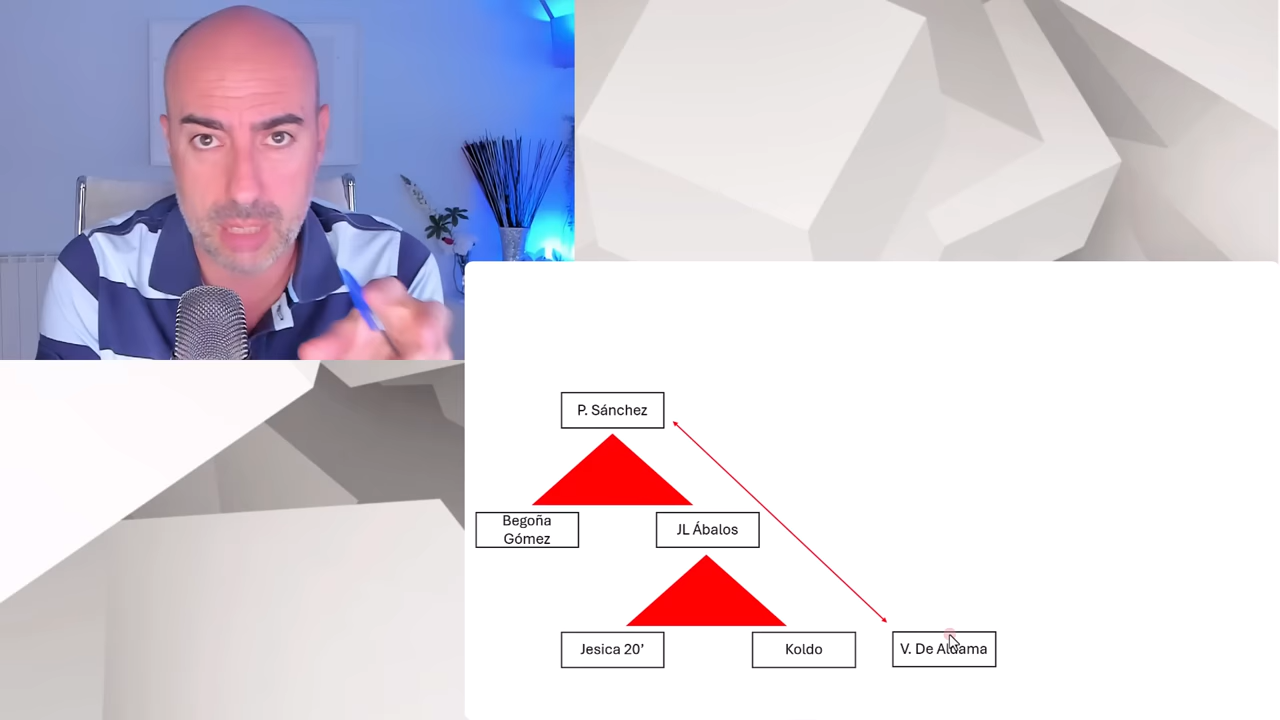 P. Sánchez
Begoña
Gómez
JL Ábalos
Jesica 20’
Koldo
V. De Aldama